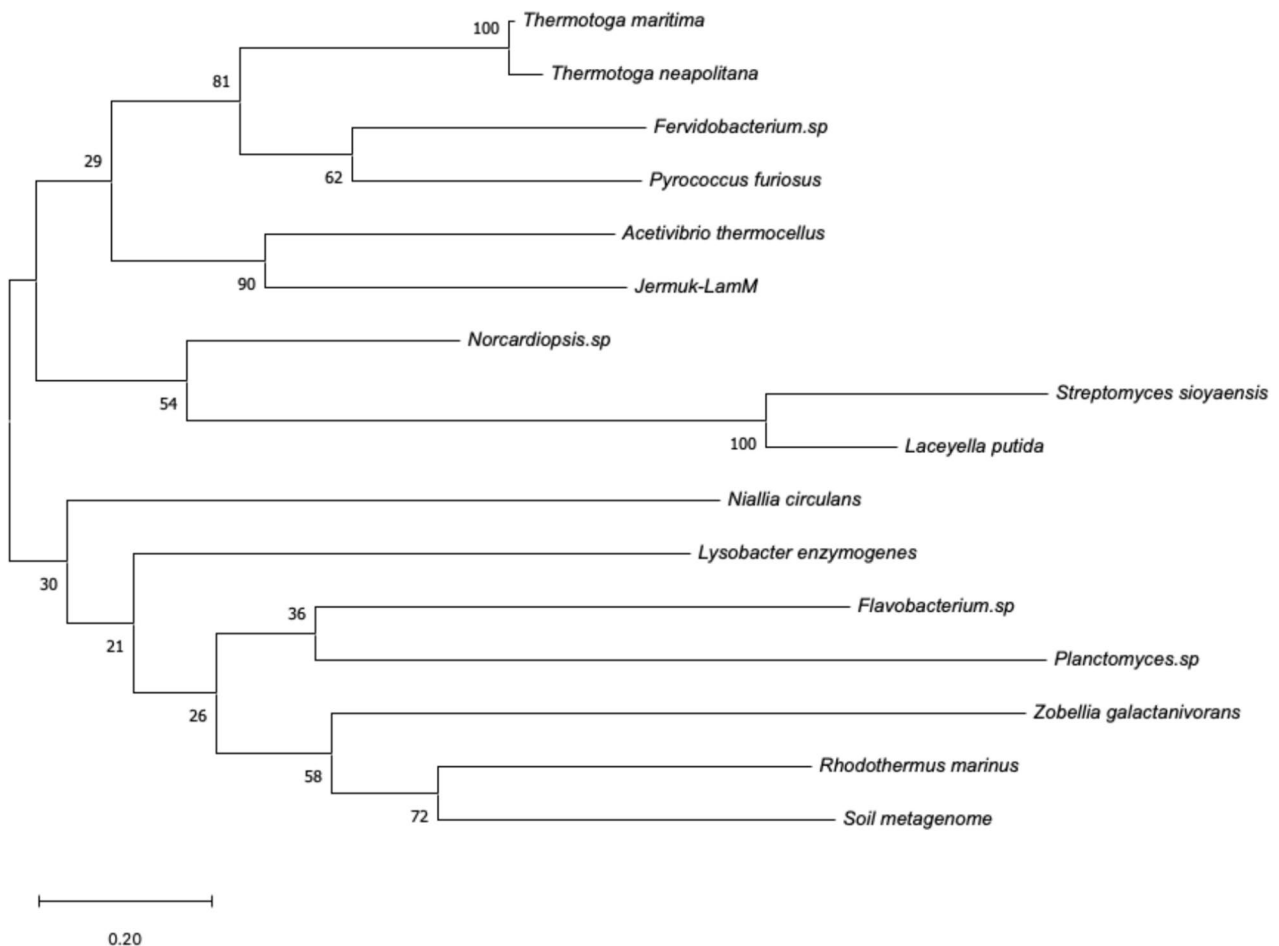 Thermotoga maritima
100
Thermotoga neapolitana
81
Fervidobacterium.sp
29
62
Pyrococcus furiosus
Acetivibrio thermocellus
90
Jermuk-LamM
Norcardiopsis.sp
54
Streptomyces sioyaensis
100
Laceyella putida
Niallia circulans
Lysobacter enzymogenes
30
36
Flavobacterium.sp
21
Planctomyces.sp
26
Zobellia galactanivorans
58
Rhodothermus marinus
72
Soil metagenome
0.20